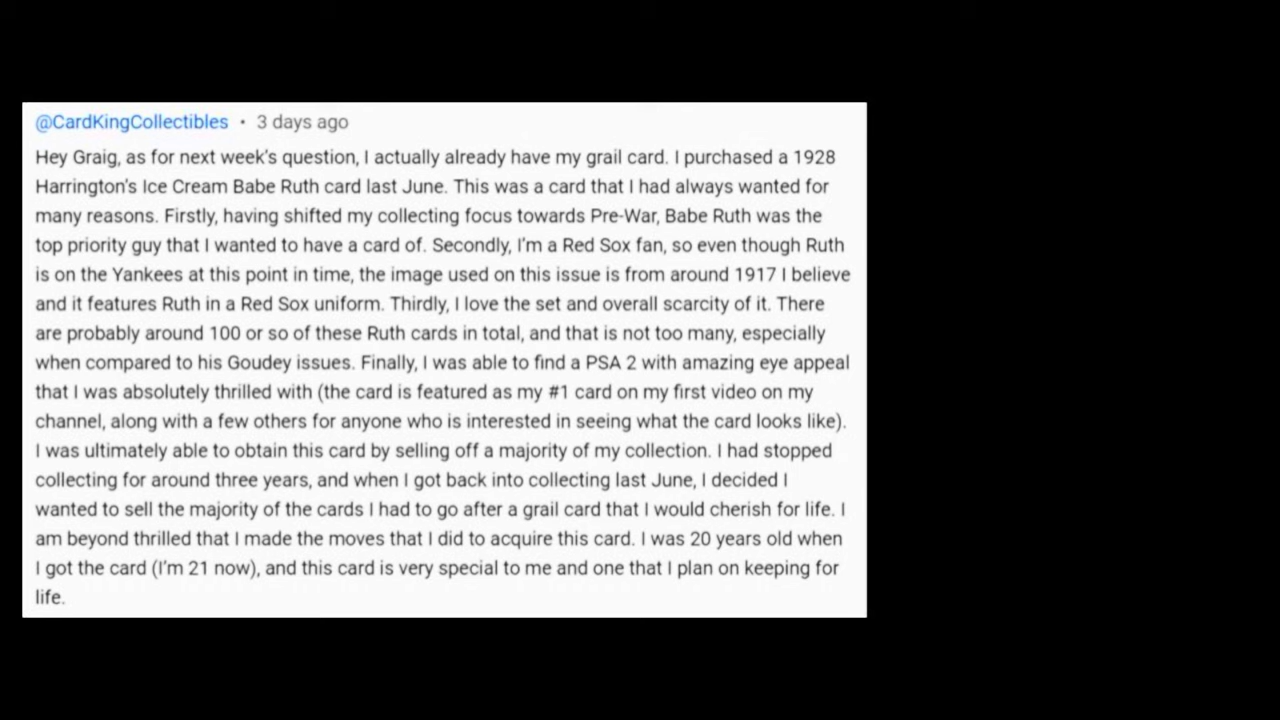 @CardKingCollectibles · 3 days ago
Hey Graig, as for next week's question, I actually already have my grail card. I purchased a 1928
Harrington's Ice Cream Babe Ruth card last June. This was a card that I had always wanted for
many reasons. Firstly, having shifted my collecting focus towards Pre-War, Babe Ruth was the
top priority guy that I wanted to have a card of. Secondly, I'm a Red Sox fan, so even though Ruth
is on the Yankees at this point in time, the image used on this issue is from around 1917 I believe
and it features Ruth in a Red Sox uniform. Thirdly, I love the set and overall scarcity of it. There
are probably around 100 or so of these Ruth cards in total, and that is not too many, especially
when compared to his Goudey issues. Finally, I was able to find a PSA 2 with amazing eye appeal
that I was absolutely thrilled with (the card is featured as my #1 card on my first video on my
channel, along with a few others for anyone who is interested in seeing what the card looks like).
I was ultimately able to obtain this card by selling off a majority of my collection. I had stopped
collecting for around three years, and when I got back into collecting last June, I decided I
wanted to sell the majority of the cards I had to go after a grail card that I would cherish for life. I
am beyond thrilled that I made the moves that I did to acquire this card. I was 20 years old when
I got the card (I'm 21 now), and this card is very special to me and one that I plan on keeping for
life.